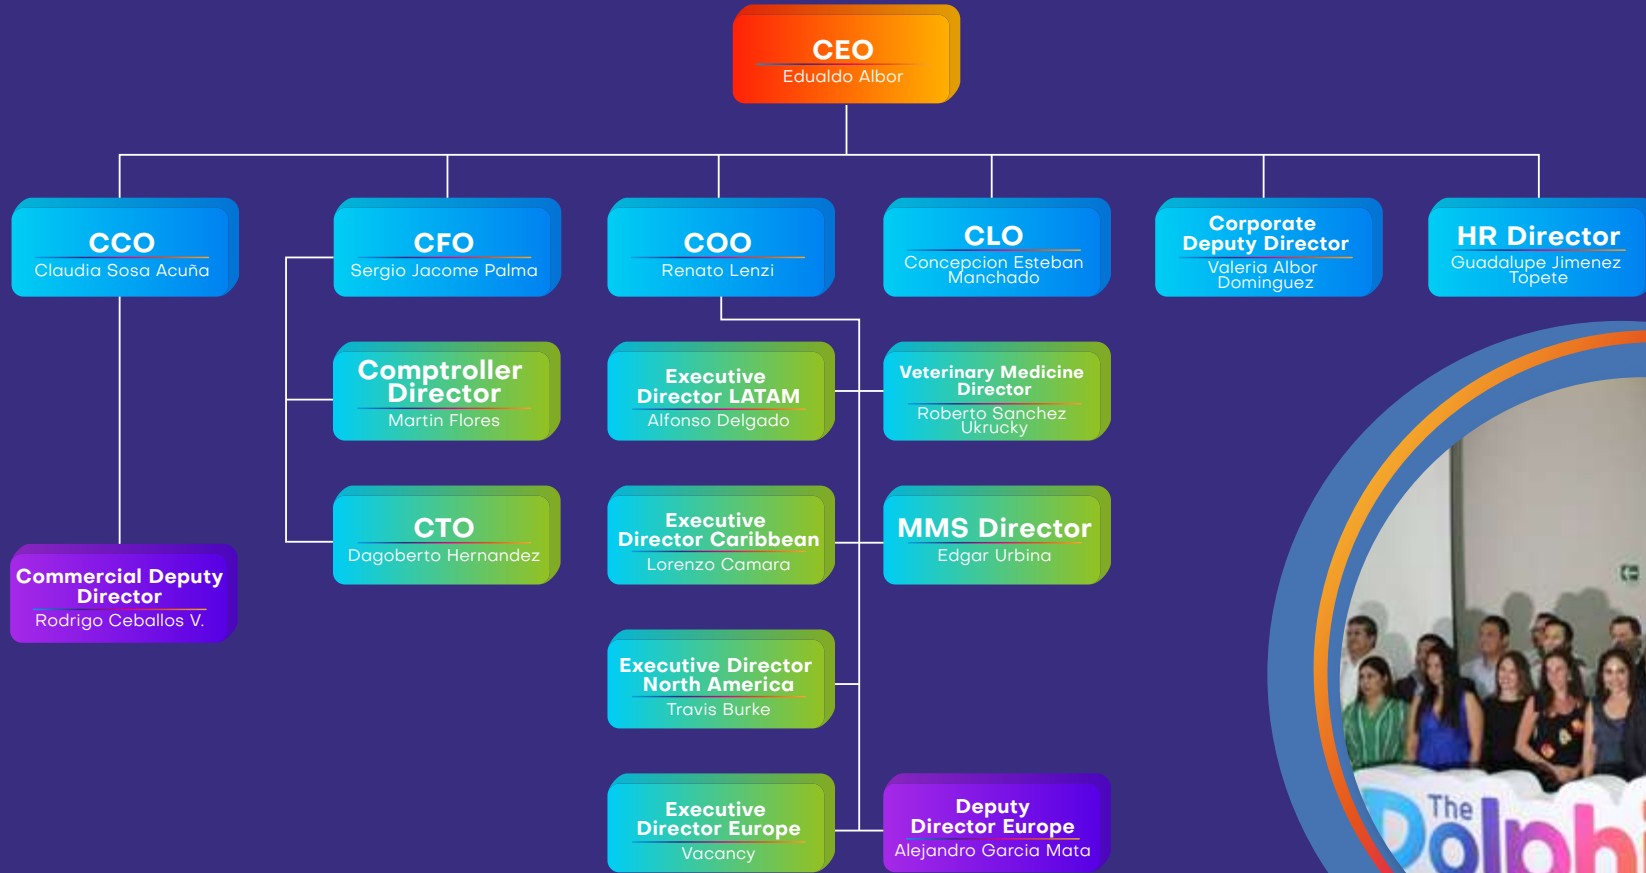 CEO
Edualdo Albor
CCO
Claudia Sosa Acuña
CFO
Sergio Jacome Palma
COO
Renato Lenzi
CLO
Concepcion Esteban
Manchado
Corporate
Deputy Director
Valeria Albor
Dominguez
HR Director
Guadalupe Jimenez
Topete
Comptroller
Director
Martin Flores
Executive
Director LATAM
Alfonso Delgado
Veterinary Medicine
Director
Roberto Sanchez
Ukrucky
CTO
Dagoberto Hernandez
Executive
Director Caribbean
Lorenzo Camara
MMS Director
Edgar Urbina
Commercial Deputy
Director
Rodrigo Ceballos V.
Executive Director
North America
Travis Burke
Executive
Director Europe
Vacancy
Deputy
Director Europe
Alejandro Garcia Mata
The
Dolphi